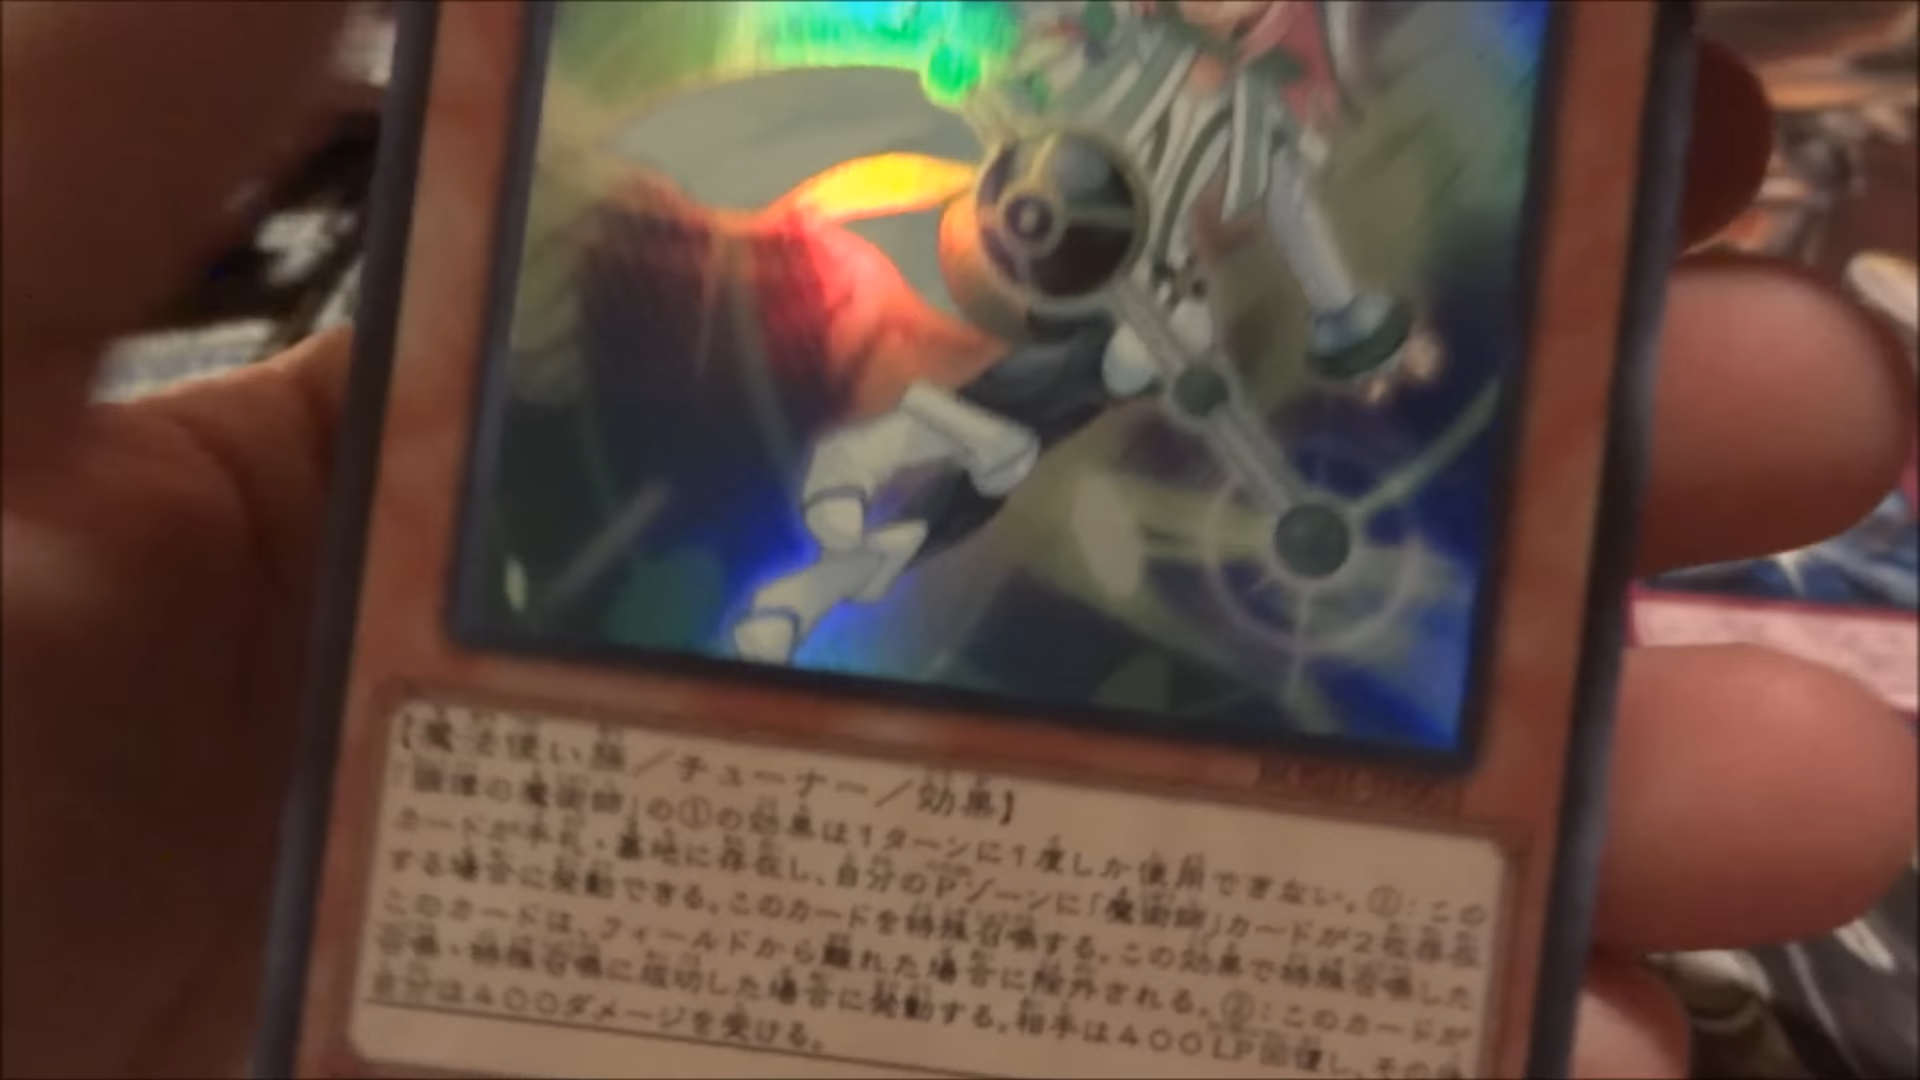 【魔法使い族／チューナー／効果】
「調律の魔術師」の①の効果は１ターンに１度しか使用できない。①：この
カードが手札・墓地に存在し、自分のＰゾーンに「魔術師」カードが２枚存在
する場合に発動できる。このカードを特殊召喚する。この効果で特殊召喚した
このカードは、フィールドから離れた場合に除外される。②：このカードが
召喚・特殊召喚に成功した場合に発動する。相手は４００ＬＰ回復し、その後
自分は４００ダメージを受ける。